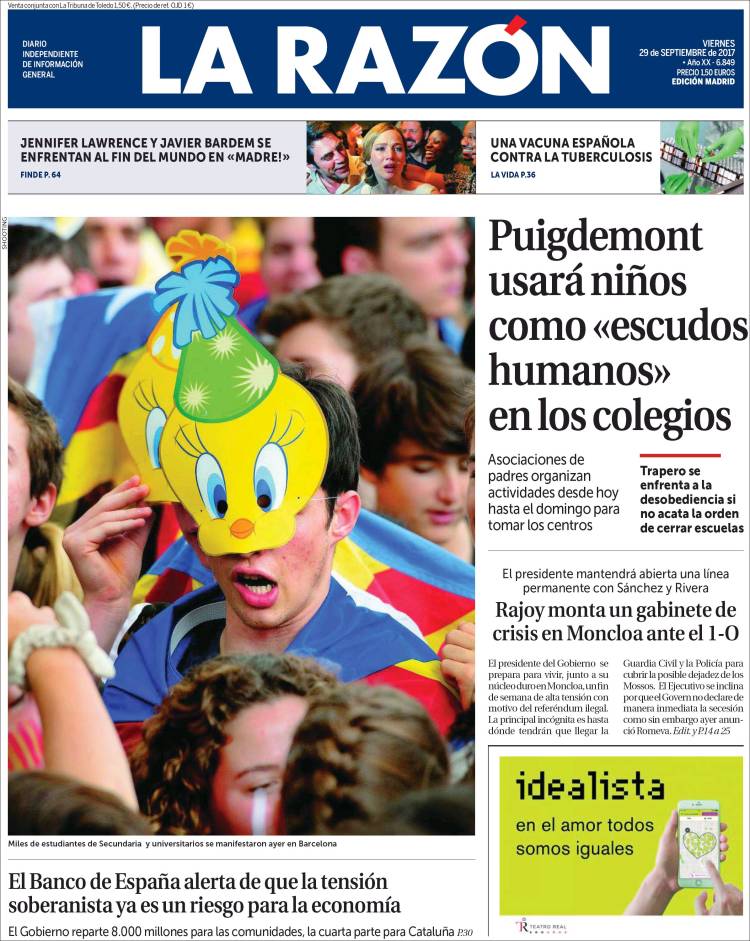 Venta conjunta con La Tribuna de Toledo 1,50 €. (Precio de ref. OJD 1 €)
DIARIO
INDEPENDIENTE
DE INFORMACIÓN
GENERAL
LA RAZÓN
VIERNES
29 de SEPTIEMBRE de 2017
• Año XX · 6.849
PRECIO 1,50 EUROS
EDICIÓN MADRID
JENNIFER LAWRENCE Y JAVIER BARDEM SE
ENFRENTAN AL FIN DEL MUNDO EN «MADRE!»
FINDE P. 64
UNA VACUNA ESPAÑOLA
CONTRA LA TUBERCULOSIS
LA VIDA P.36
SHOOTING
Puigdemont
usará niños
como «escudos
humanos»
en los colegios
Asociaciones de
padres organizan
actividades desde hoy
hasta el domingo para
tomar los centros
Trapero se
enfrenta a la
desobediencia si
no acata la orden
de cerrar escuelas
El presidente mantendrá abierta una línea
permanente con Sánchez y Rivera
Rajoy monta un gabinete de
crisis en Moncloa ante el 1-O
El presidente del Gobierno se
prepara para vivir, junto a su
núcleo duro en Moncloa, un fin
de semana de alta tensión con
motivo del referéndum ilegal.
La principal incógnita es hasta
dónde tendrán que llegar la
Guardia Civil y la Policía para
cubrir la posible dejadez de los
Mossos. El Ejecutivo se inclina
por que el Govern no declare de
manera inmediata la secesión
como sin embargo ayer anun-
ció Romeva. Edit. y P.14 a 25
Miles de estudiantes de Secundaria y universitarios se manifestaron ayer en Barcelona
El Banco de España alerta de que la tensión
soberanista ya es un riesgo para la economía
El Gobierno reparte 8.000 millones para las comunidades, la cuarta parte para Cataluña P.30
idealista
en el amor todos
somos iguales
TEATRO REAL